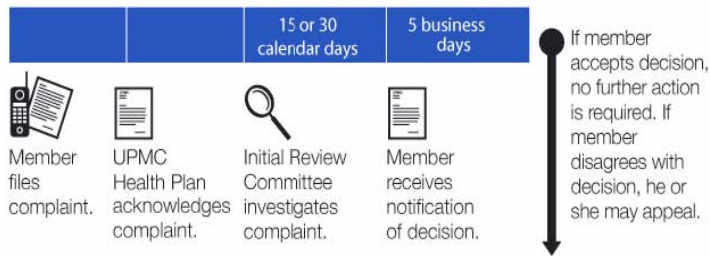 15 or 30
calendar days
5 business
days
Member
files
complaint.
UPMC
Health Plan
acknowledges
complaint.
Initial Review
Committee
investigates
complaint.
Member
receives
notification
of decision.
If member
accepts decision,
no further action
is required. If
member
disagrees with
decision, he or
she may appeal.